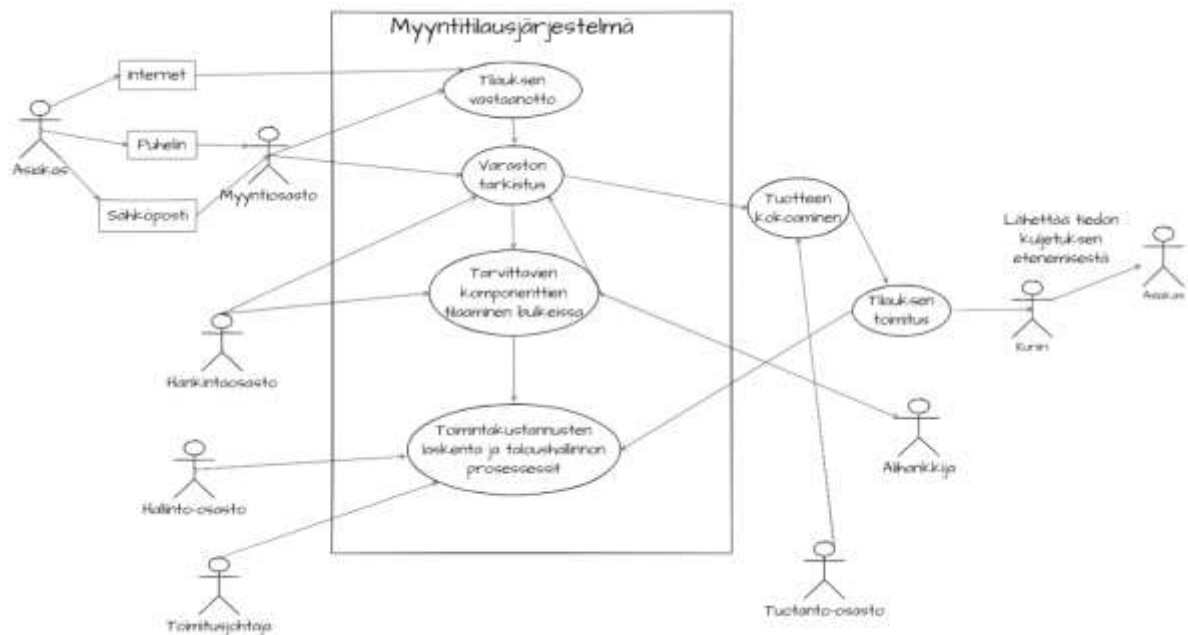 Myyntitilausjärjestelmä
Internet
Tilauksen
vastaanotto
Asiakas
Puhelin
Myyntiosasto
Varaston
tarkistus
Sähköposti
Tuotteen
kokoaminen
Lähettää tiedon
kuljetuksen
etenemisestä
Asiakas
Tarvittavien
komponenttien
tilaaminen bulkeissa
Tilauksen
toimitus
Kuriiri
Hankintaosasto
Toimintakustannusten
laskenta ja taloushallinnon
prosessessit
Alihankkija
Hallinto-osasto
Toimitusjohtaja
Tuotanto-osasto